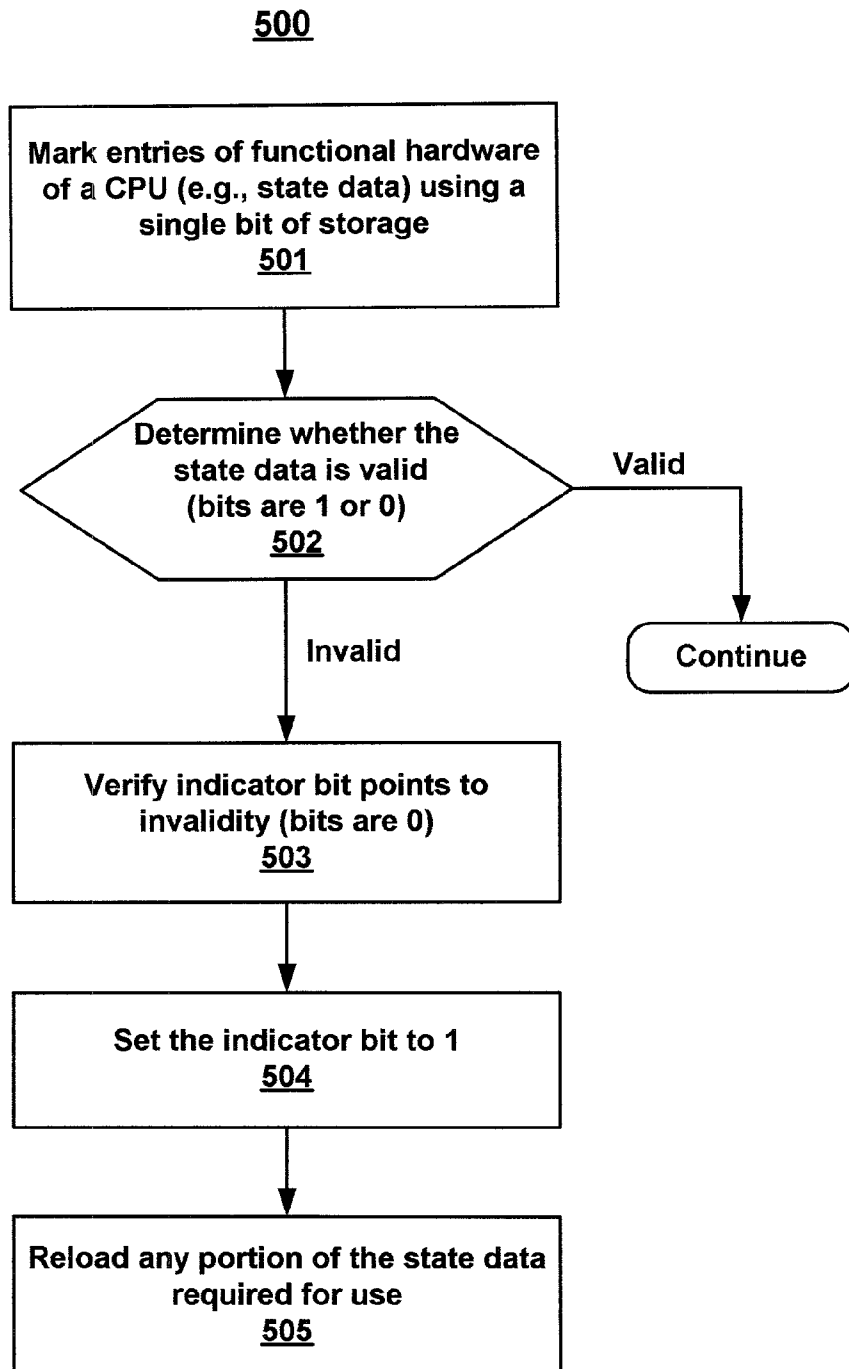 500
Mark entries of functional hardware
of a CPU (e.g., state data) using a
single bit of storage
501
Determine whether the
state data is valid
(bits are 1 or 0)
502
Valid
Continue
Invalid
Verify indicator bit points to
invalidity (bits are 0)
503
Set the indicator bit to 1
504
Reload any portion of the state data
required for use
505